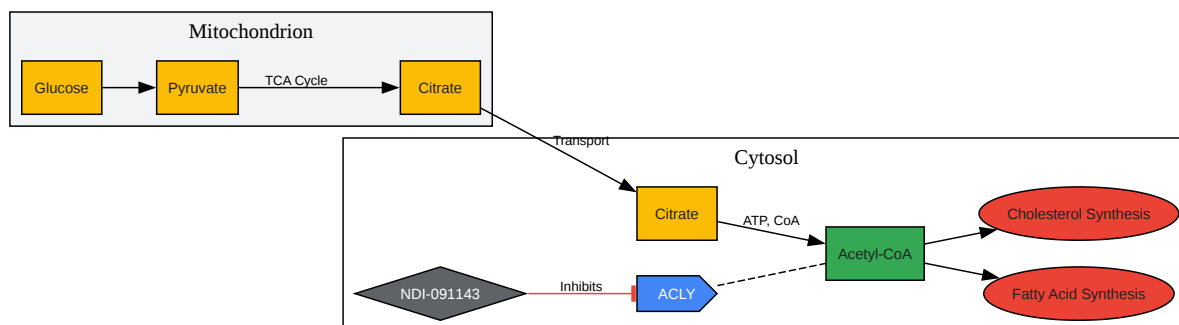 Mitochondrion
Glucose
Pyruvate
TCA Cycle
Citrate
Transport
Cytosol
Citrate
ATP, CoA
Acetyl-CoA
Cholesterol Synthesis
Fatty Acid Synthesis
NDI-091143
Inhibits
ACLY